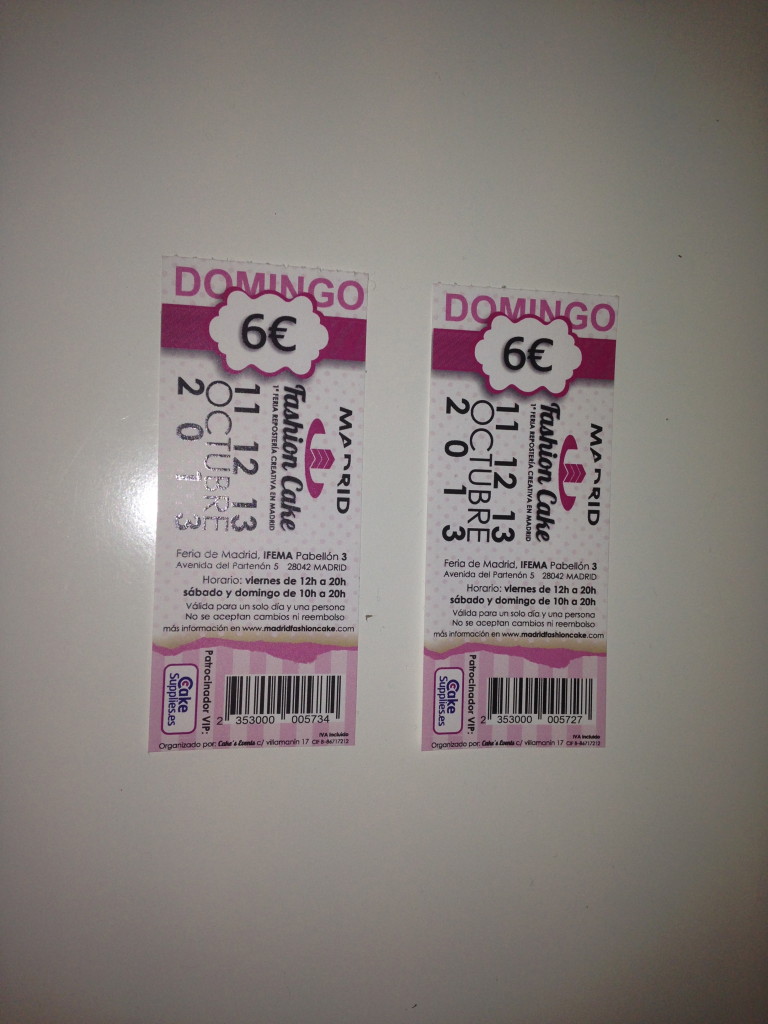 DOMINGO
6€
MADRID
Fashion Cake
1ª FERIA REPOSTERÍA CREATIVA EN MADRID
11 12 13
OCTUBRE
2013
Feria de Madrid, IFEMA Pabellón 3
Avenida del Partenón 5 28042 MADRID
Horario: viernes de 12h a 20h
sábado y domingo de 10h a 20h
Válida para un solo día y una persona
No se aceptan cambios ni reembolso
más información en www.madridfashioncake.com
Patrocinador VIP:
Cake
Supplies.es
2 353000 005734
IVA incluido
Organizado por: Cake's Events c/ villamanin 17 CIF B-86717212
DOMINGO
6€
MADRID
Fashion Cake
1ª FERIA REPOSTERÍA CREATIVA EN MADRID
11 12 13
OCTUBRE
2013
Feria de Madrid, IFEMA Pabellón 3
Avenida del Partenón 5 28042 MADRID
Horario: viernes de 12h a 20h
sábado y domingo de 10h a 20h
Válida para un solo día y una persona
No se aceptan cambios ni reembolso
más información en www.madridfashioncake.com
Patrocinador VIP:
Cake
Supplies.es
2 353000 005727
IVA incluido
Organizado por: Cake's Events c/ villamanin 17 CIF B-86717212